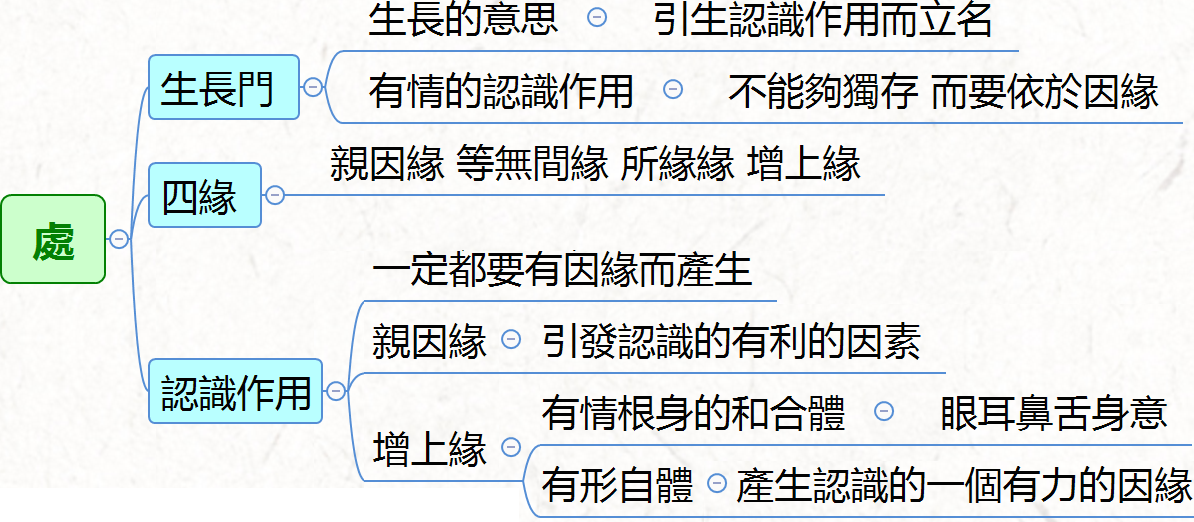 處
生長門
生長的意思 引生認識作用而立名
有情的認識作用 不能夠獨存 而要依於因緣
四緣
親因緣 等無間緣 所緣緣 增上緣
認識作用
一定都要有因緣而產生
親因緣 引發認識的有利的因素
增上緣
有情根身的和合體 眼耳鼻舌身意
有形自體 產生認識的一個有力的因緣